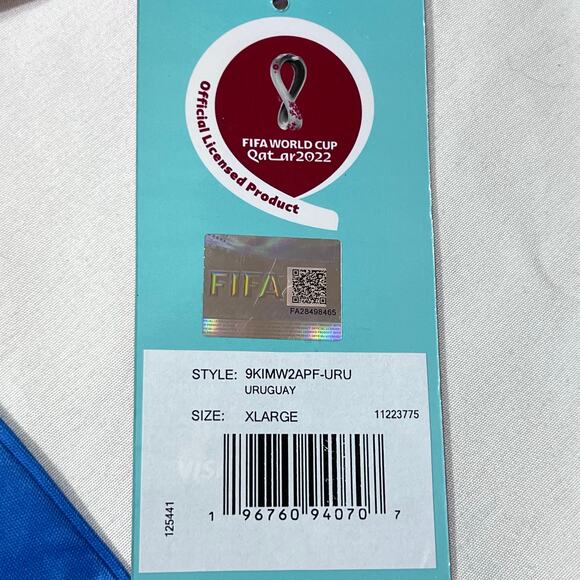 Official Licensed Product
FIFA WORLD CUP
Qatar2022
FIFA
FA28498465
STYLE: 9KIMW2APF-URU
URUGUAY
SIZE: XLARGE 11223775
VIS
125441
1 96760 94070 7